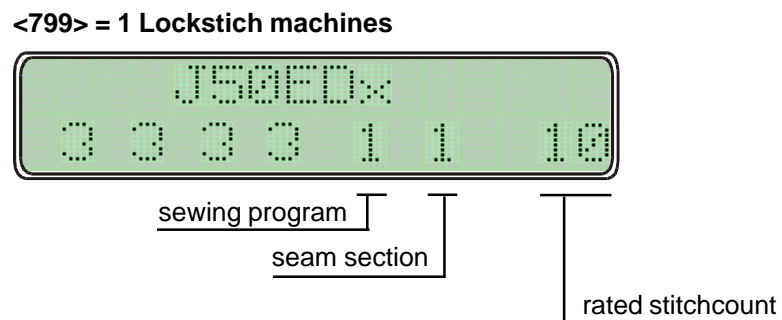 <799> = 1 Lockstich machines
J50EDx
3 3 3 3 1 1 10
sewing program
seam section
rated stitchcount